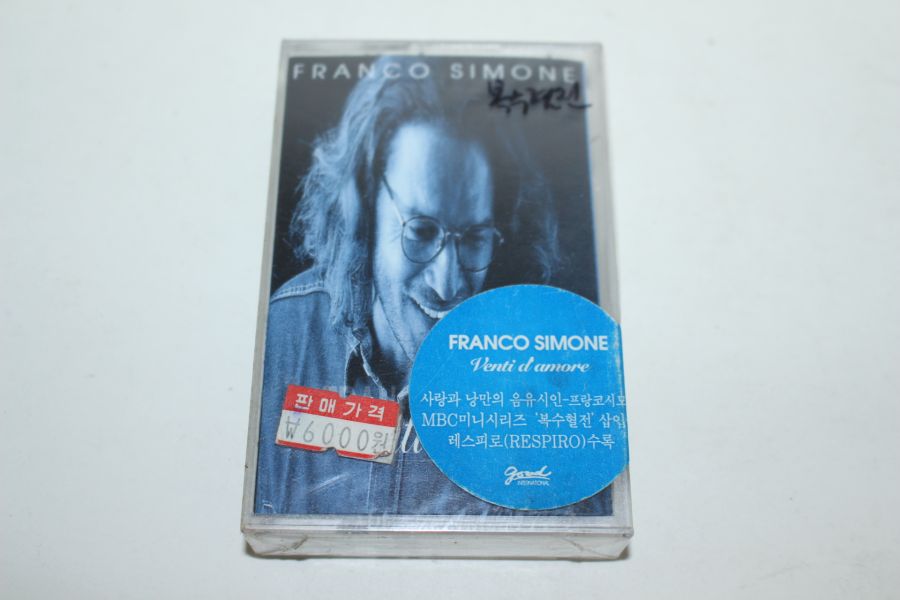 FRANCO SIMONE
복수혈전
FRANCO SIMONE
Venti d'amore
사랑과 낭만의 음유시인-프랑코시모
MBC미니시리즈 '복수혈전' 삽입
레스피로(RESPIRO)수록
good
INTERNATIONAL
판매가격
₩6000원